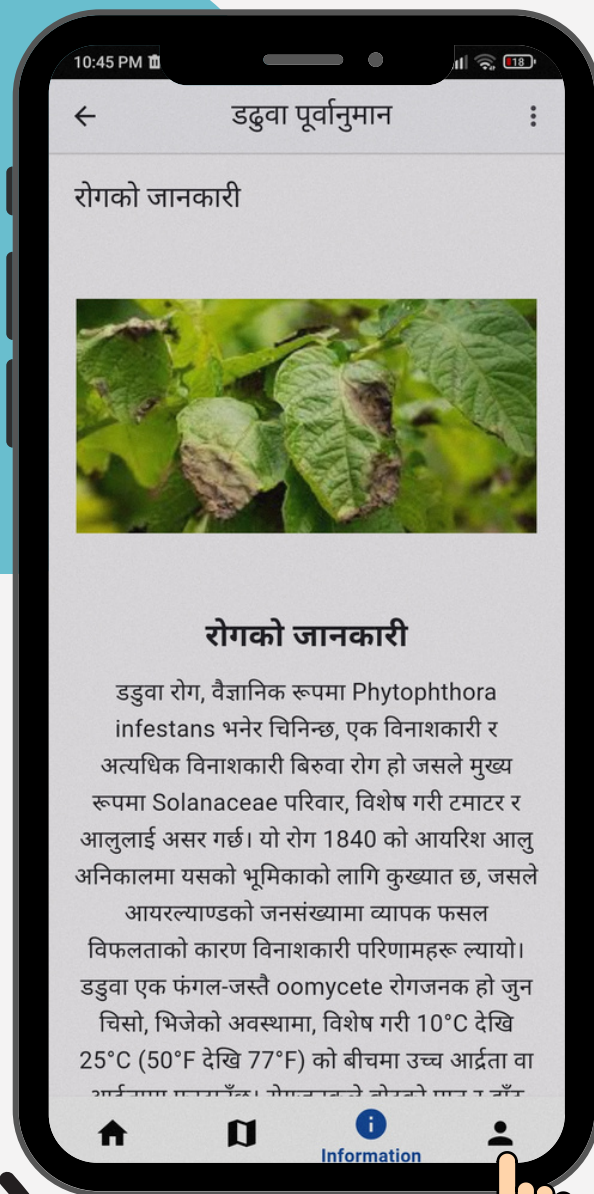 10:45 PM
18
डढुवा पूर्वानुमान
रोगको जानकारी
रोगको जानकारी
डडुवा रोग, वैज्ञानिक रूपमा Phytophthora
infestans भनेर चिनिन्छ, एक विनाशकारी र
अत्यधिक विनाशकारी बिरुवा रोग हो जसले मुख्य
रूपमा Solanaceae परिवार, विशेष गरी टमाटर र
आलुलाई असर गर्छ। यो रोग 1840 को आयरिश आलु
अनिकालमा यसको भूमिकाको लागि कुख्यात छ, जसले
आयरल्याण्डको जनसंख्यामा व्यापक फसल
विफलताको कारण विनाशकारी परिणामहरू ल्यायो।
डडुवा एक फंगल-जस्तै oomycete रोगजनक हो जुन
चिसो, भिजेको अवस्थामा, विशेष गरी 10°C देखि
25°C (50°F देखि 77°F) को बीचमा उच्च आर्द्रता वा
Information